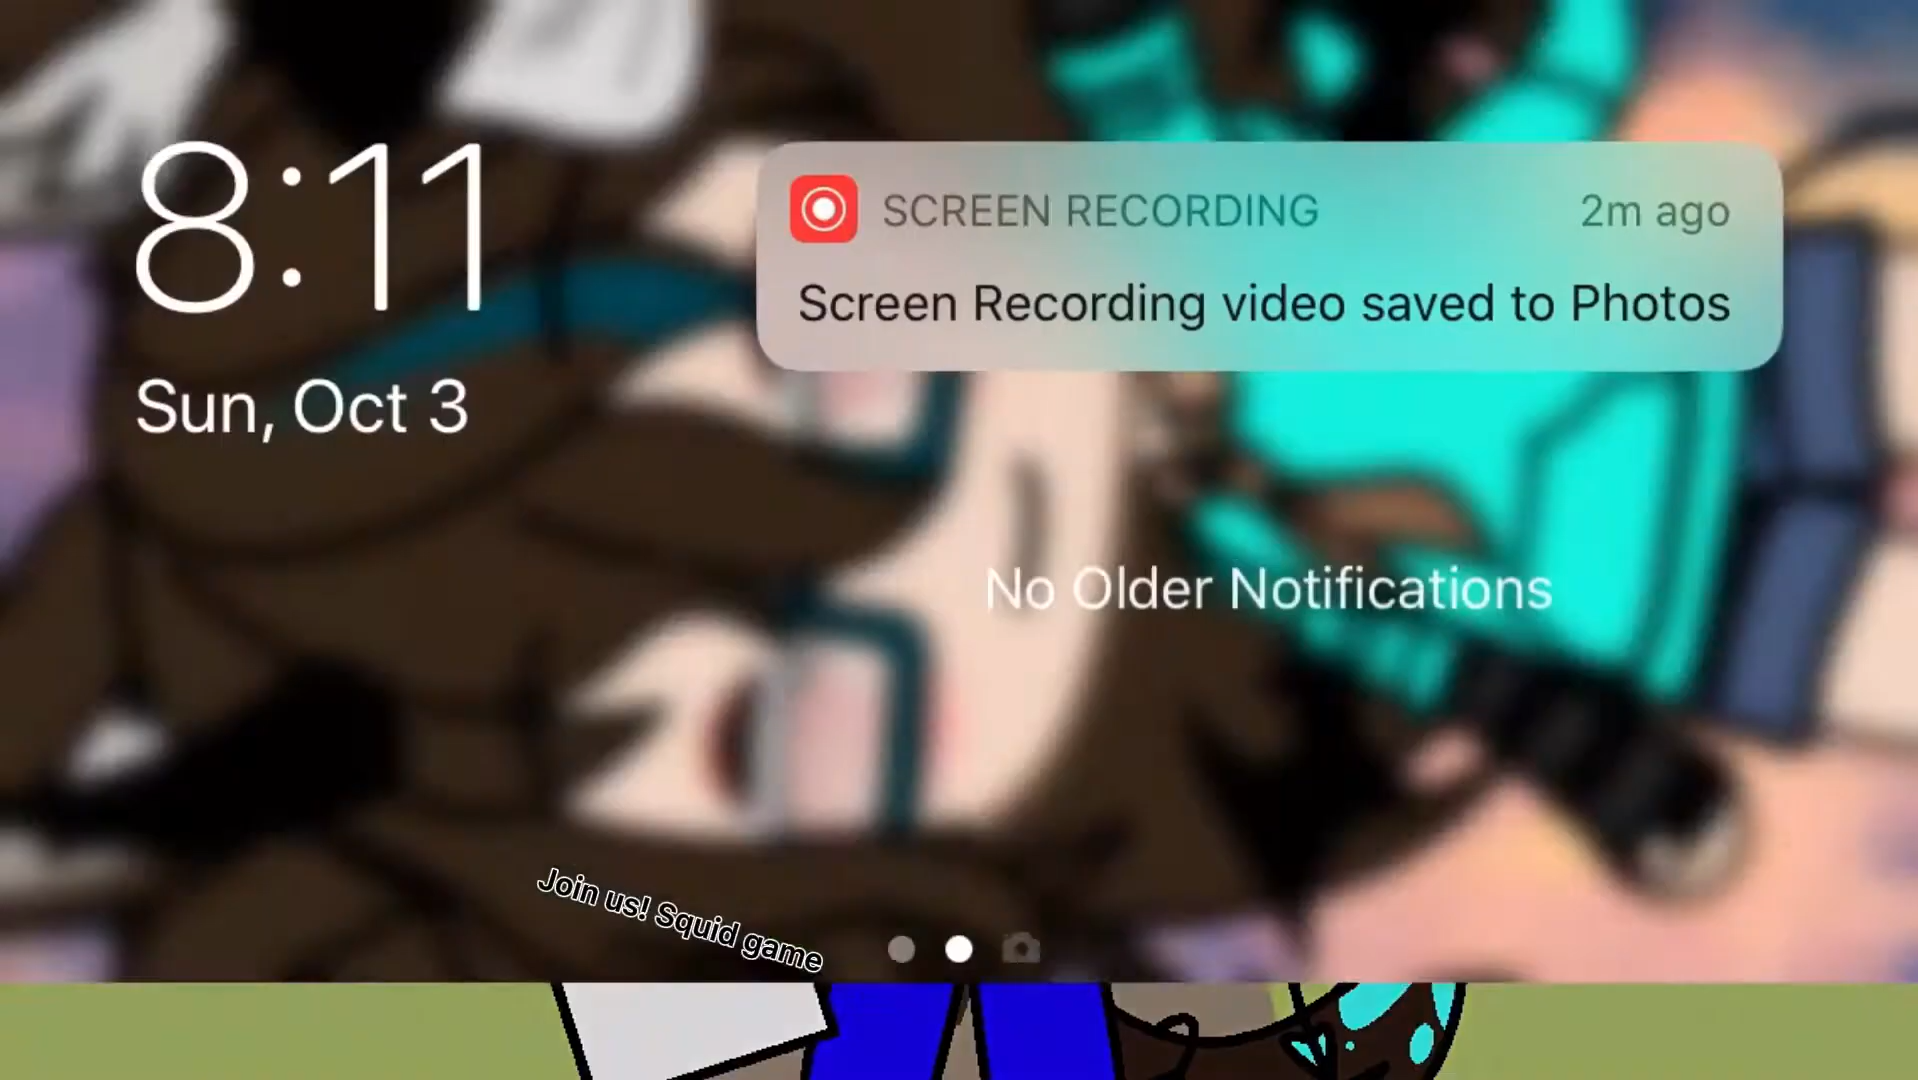 8:11
Sun, Oct 3
SCREEN RECORDING 2m ago
Screen Recording video saved to Photos
No Older Notifications
Join us! Squid game